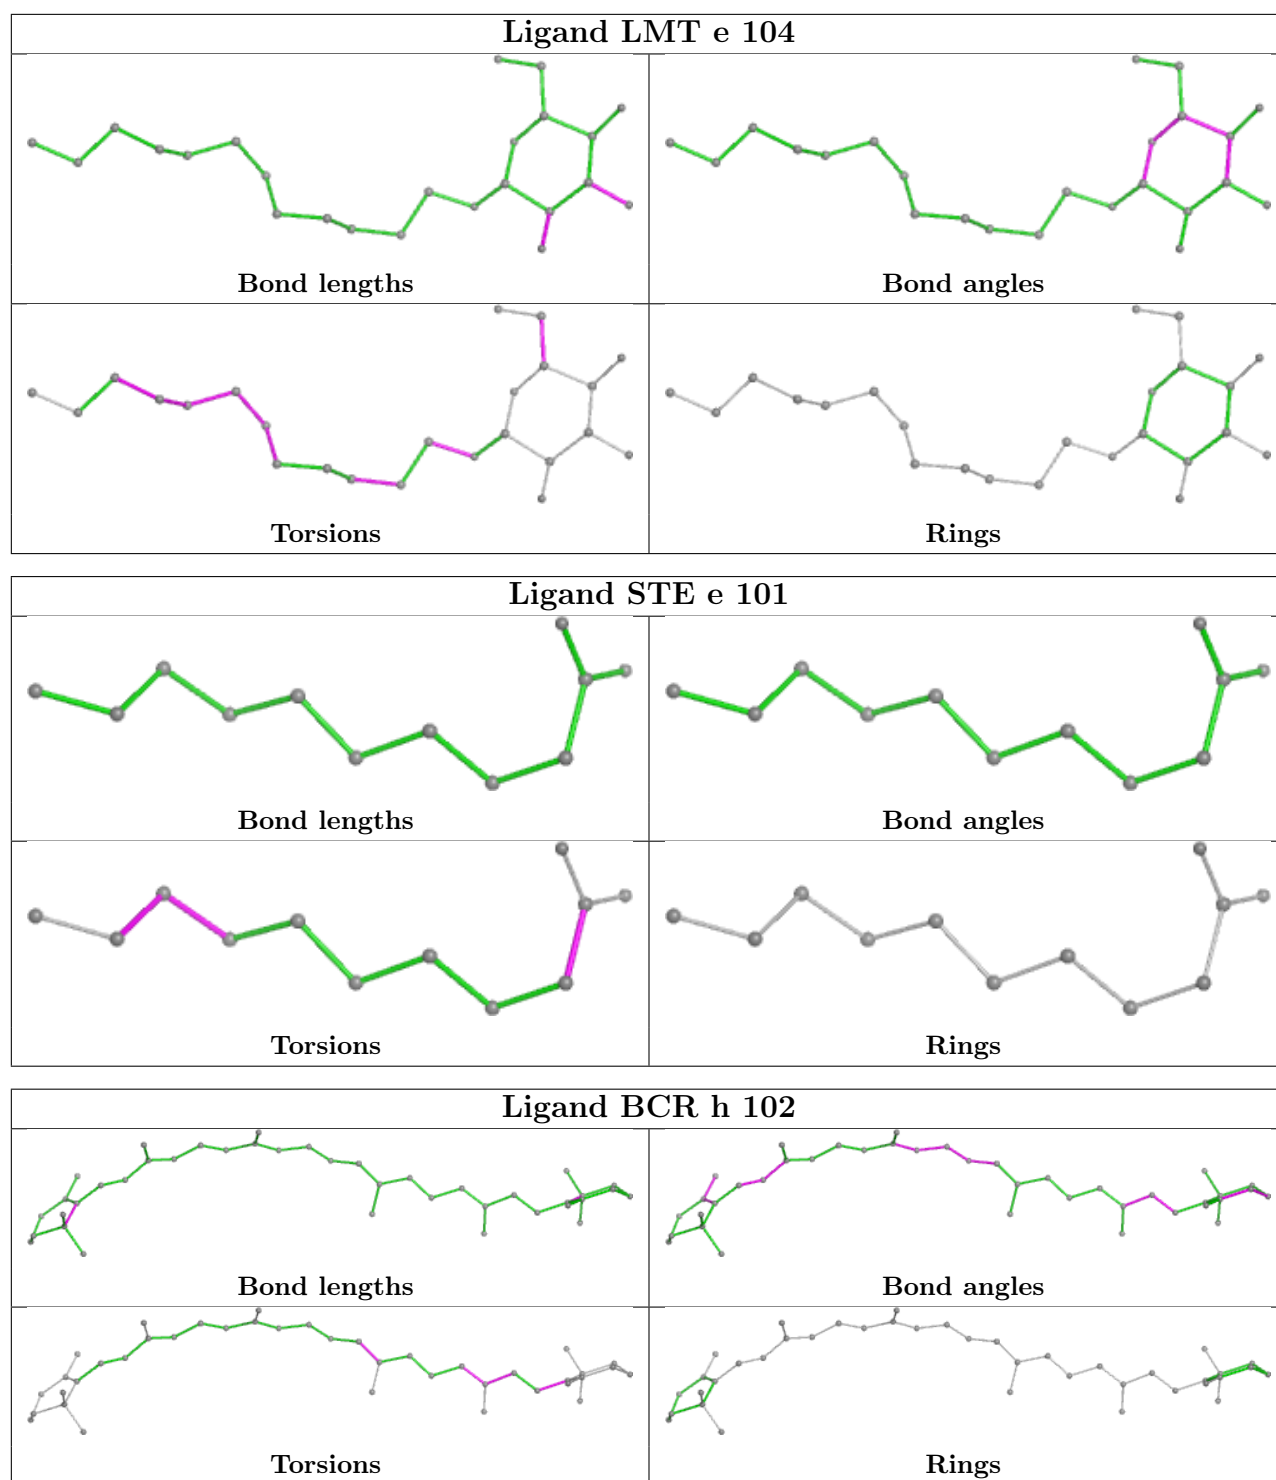 Ligand LMT e 104
Bond lengths
Bond angles
Torsions
Rings
Ligand STE e 101
Bond lengths
Bond angles
Torsions
Rings
Ligand BCR h 102
Bond lengths
Bond angles
Torsions
Rings